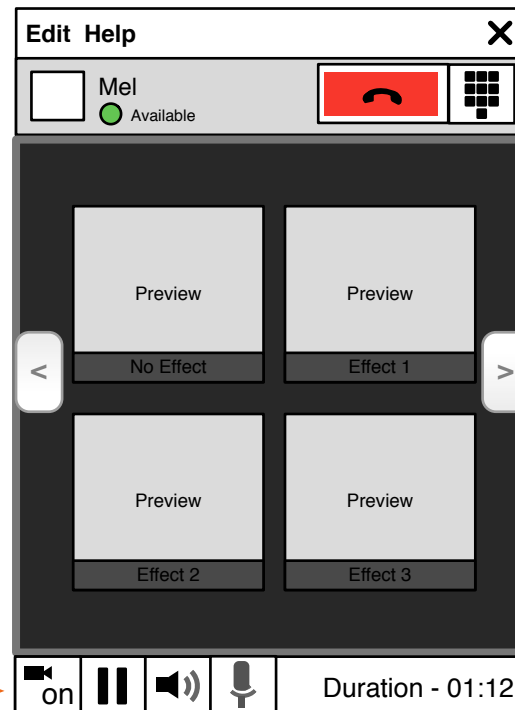 Edit Help
Mel
Available
Preview Preview
No Effect Effect 1
< >
Preview Preview
Effect 2 Effect 3
on Duration - 01:12